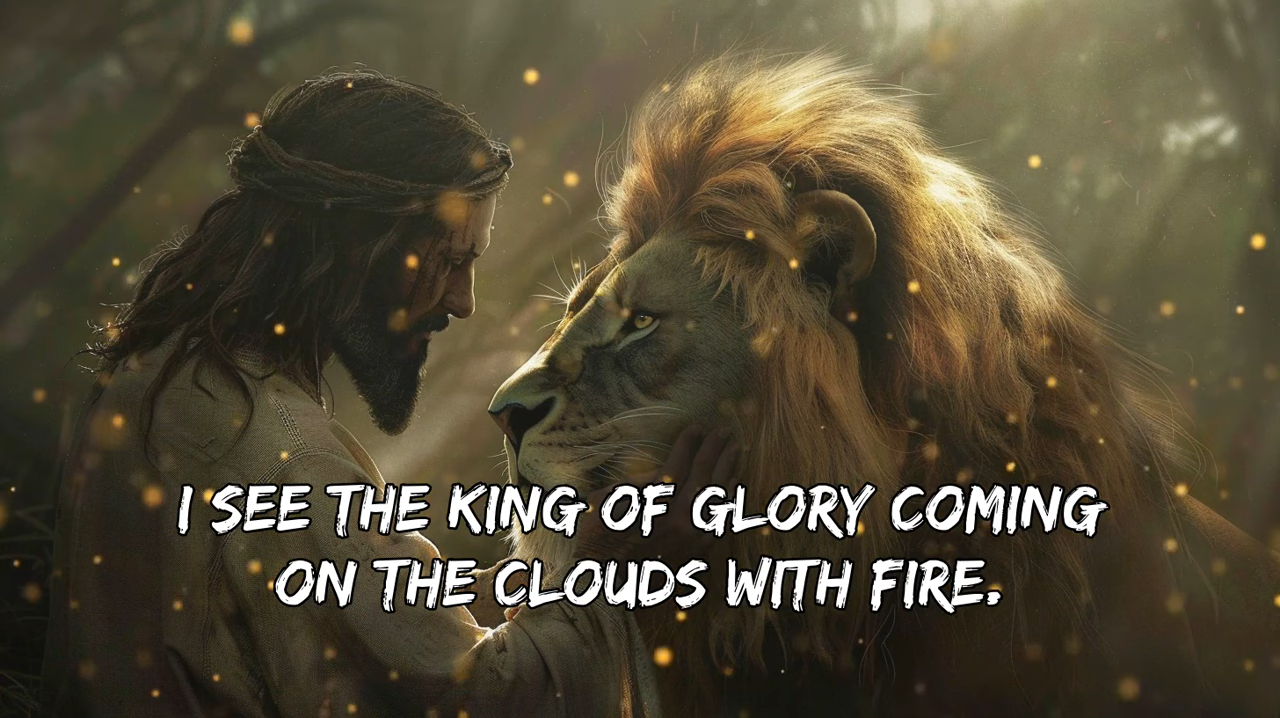 I SEE THE KING OF GLORY COMING
ON THE CLOUDS WITH FIRE.